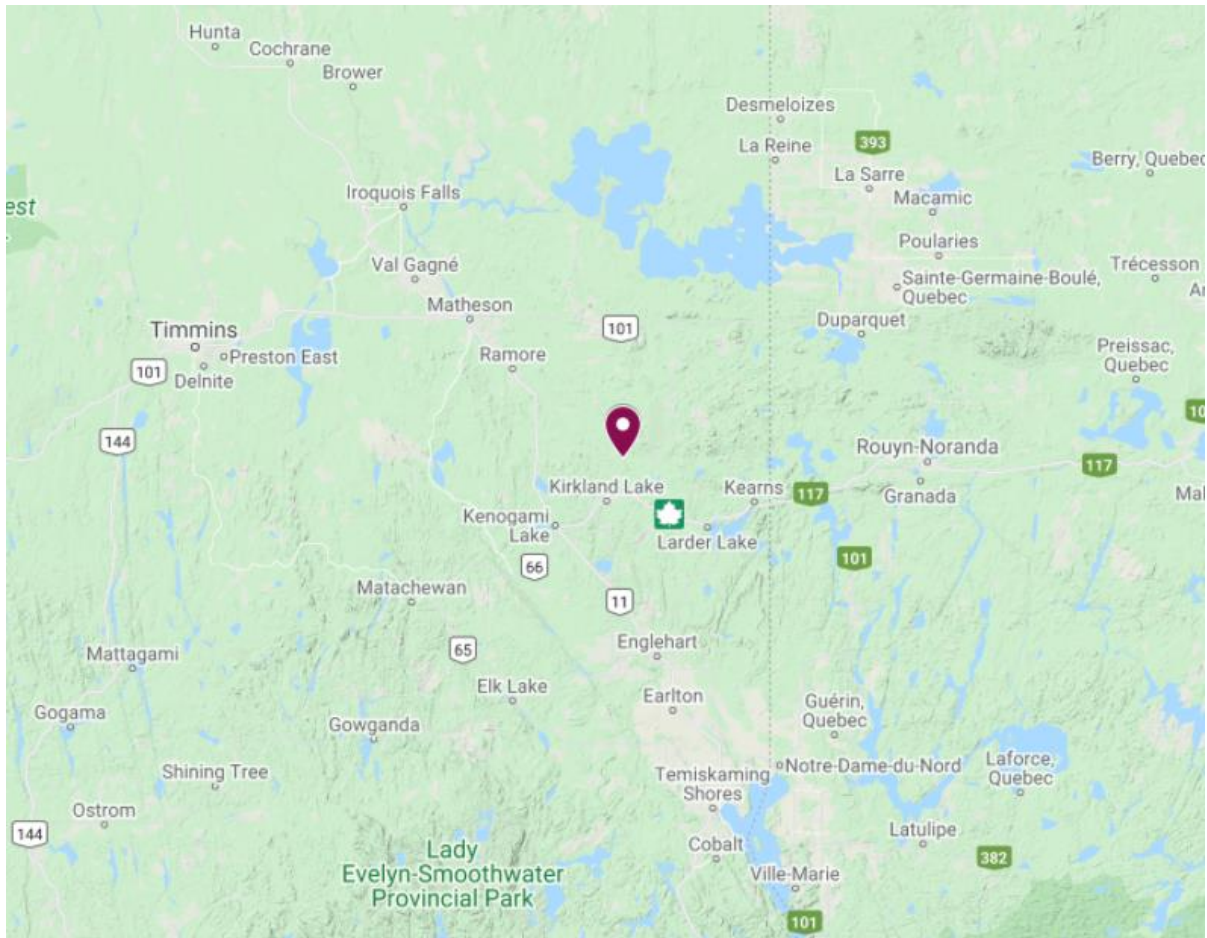 Hunta
Cochrane
Brower
Desmeloizes
La Reine
393
Berry, Quebec
La Sarre
Iroquois Falls
Macamic
est
Poularies
Val Gagné
Trécesson
Sainte-Germaine-Boulé,
Quebec
Matheson
Timmins
101
Duparquet
Preston East
Ramore
Preissac,
Quebec
101
Delnite
144
Rouyn-Noranda
117
Kirkland Lake
Kearns
117
Granada
Kenogami
Lake
Larder Lake
101
66
Matachewan
11
Englehart
65
Mattagami
Elk Lake
Earlton
Guérin,
Quebec
Gogama
Gowganda
Shining Tree
Temiskaming
Shores
Notre-Dame-du-Nord
Laforce,
Quebec
Ostrom
144
Latulipe
Cobalt
382
Lady
Evelyn-Smoothwater
Provincial Park
Ville-Marie
101